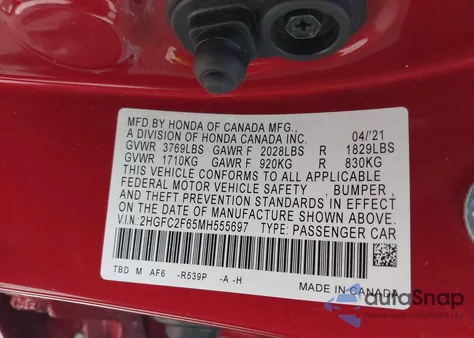 MFD.BY HONDA OF CANADA MFG.,
A DIVISION OF HONDA CANADA INC. 04/'21
GVWR 3769LBS GAWR F 2028LBS R 1829LBS
GVWR 1710KG GAWR F 920KG R 830KG
THIS VEHICLE CONFORMS TO ALL APPLICABLE
FEDERAL MOTOR VEHICLE SAFETY , BUMPER ,
AND THEFT PREVENTION STANDARDS IN EFFECT
ON THE DATE OF MANUFACTURE SHOWN ABOVE.
V.I.N: 2HGFC2F65MH555697 TYPE: PASSENGER CAR
TBD M AF6 -R539P -A -H
MADE IN CANADA
autoSnap